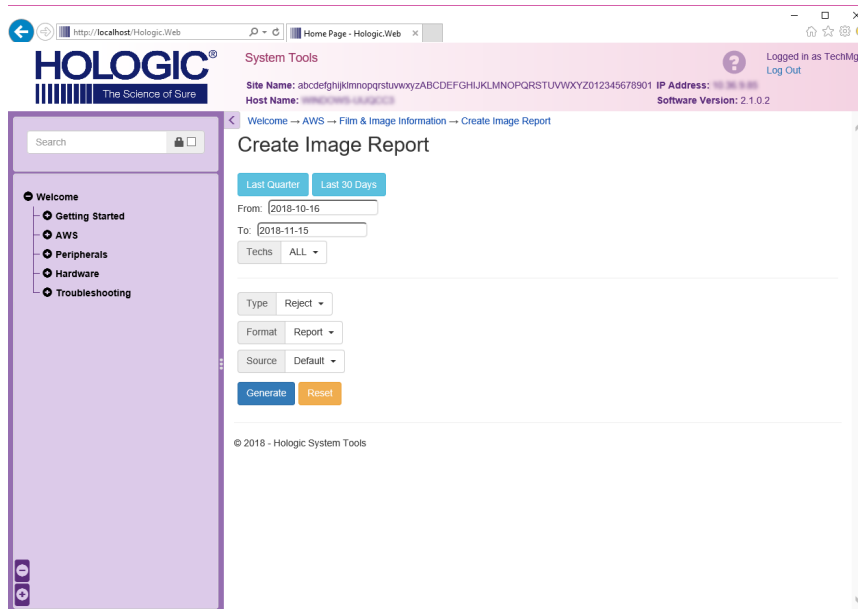 http://localhost/Hologic.Web
Home Page - Hologic.Web
HOLOGIC®
The Science of Sure
System Tools
Logged in as TechMg
Log Out
Site Name: abcdefghijklmnopqrstuvwxyzABCDEFGHIJKLMNOPQRSTUVWXYZ012345678901 IP Address:
Host Name:
Software Version: 2.1.0.2
Search
Welcome → AWS → Film & Image Information → Create Image Report
Create Image Report
Last Quarter Last 30 Days
From: 2018-10-16
To: 2018-11-15
Techs ALL
Type Reject
Format Report
Source Default
Generate Reset
© 2018 - Hologic System Tools
Welcome
Getting Started
AWS
Peripherals
Hardware
Troubleshooting